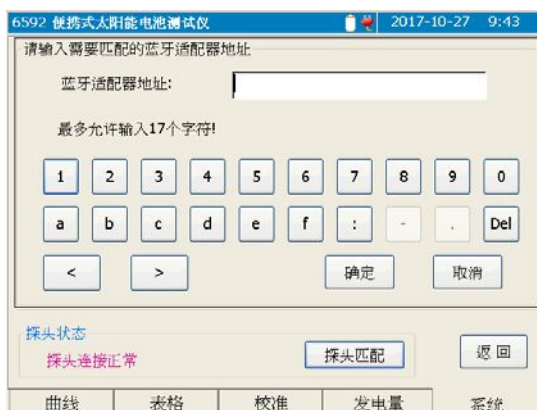 6592 便携式太阳能电池测试仪 2017-10-27 9:43
请输入需要匹配的蓝牙适配器地址
蓝牙适配器地址:
最多允许输入17个字符!
1 2 3 4 5 6 7 8 9 0
a b c d e f : - . Del
< > 确定 取消
探头状态
探头连接正常 探头匹配 返回
曲线 表格 校准 发电量 系统